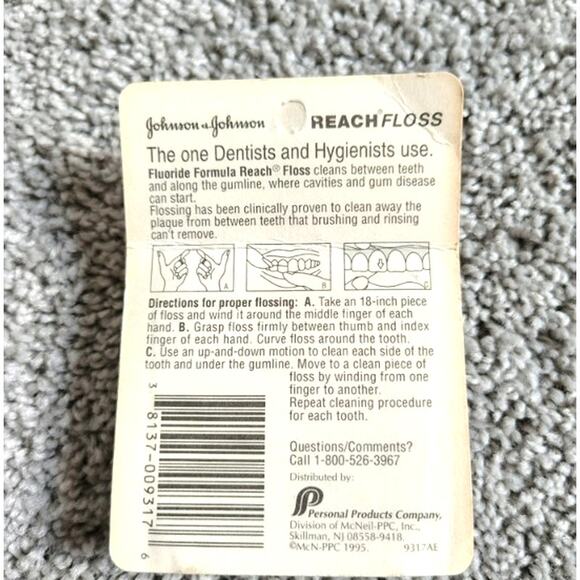 Johnson & Johnson REACH® FLOSS
The one Dentists and Hygienists use.
Fluoride Formula Reach® Floss cleans between teeth
and along the gumline, where cavities and gum disease
can start.
Flossing has been clinically proven to clean away the
plaque from between teeth that brushing and rinsing
can't remove.
A B C
Directions for proper flossing: A. Take an 18-inch piece
of floss and wind it around the middle finger of each
hand. B. Grasp floss firmly between thumb and index
finger of each hand. Curve floss around the tooth.
C. Use an up-and-down motion to clean each side of the
tooth and under the gumline. Move to a clean piece of
floss by winding from one
finger to another.
Repeat cleaning procedure
for each tooth.
3 8137-009317 6
Questions/Comments?
Call 1-800-526-3967
Distributed by:
Personal Products Company,
Division of McNeil-PPC, Inc.,
Skillman, NJ 08558-9418.
©McN-PPC 1995. 9317AE